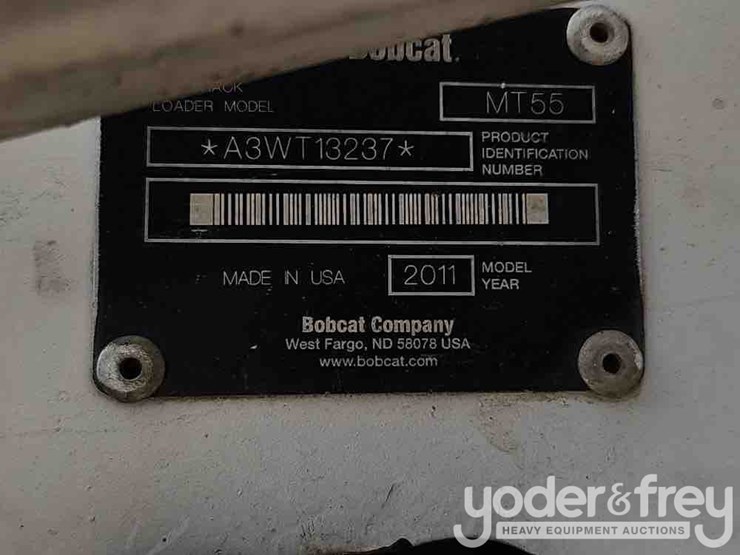 Bobcat.
LOADER MODEL
MT55
*A3WT13237*
PRODUCT
IDENTIFICATION
NUMBER
MADE IN USA
2011
MODEL
YEAR
Bobcat Company
West Fargo, ND 58078 USA
www.bobcat.com
yoder&frey
HEAVY EQUIPMENT AUCTIONS